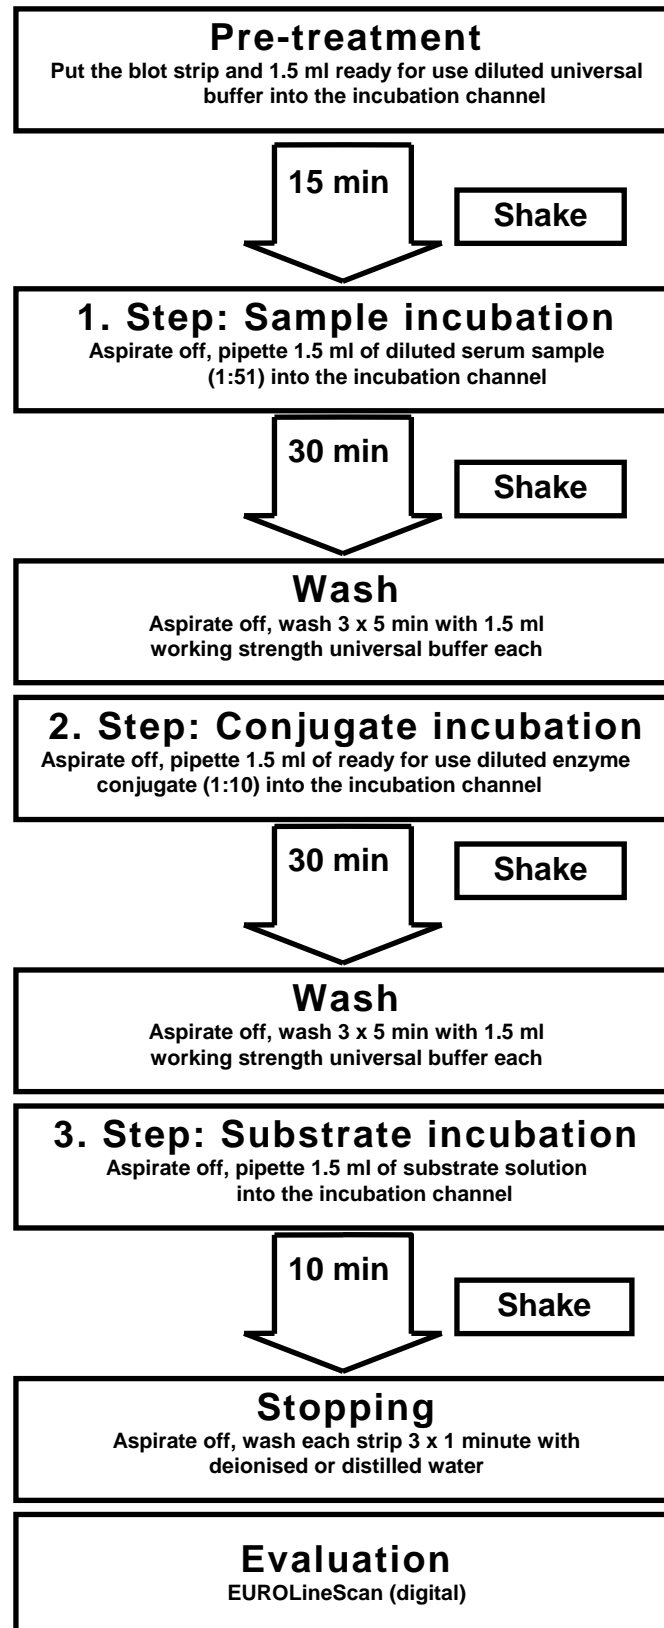 Pre-treatment
Put the blot strip and 1.5 ml ready for use diluted universal
buffer into the incubation channel
15 min
Shake
1. Step: Sample incubation
Aspirate off, pipette 1.5 ml of diluted serum sample
(1:51) into the incubation channel
30 min
Shake
Wash
Aspirate off, wash 3 x 5 min with 1.5 ml
working strength universal buffer each
2. Step: Conjugate incubation
Aspirate off, pipette 1.5 ml of ready for use diluted enzyme
conjugate (1:10) into the incubation channel
30 min
Shake
Wash
Aspirate off, wash 3 x 5 min with 1.5 ml
working strength universal buffer each
3. Step: Substrate incubation
Aspirate off, pipette 1.5 ml of substrate solution
into the incubation channel
10 min
Shake
Stopping
Aspirate off, wash each strip 3 x 1 minute with
deionised or distilled water
Evaluation
EUROLineScan (digital)